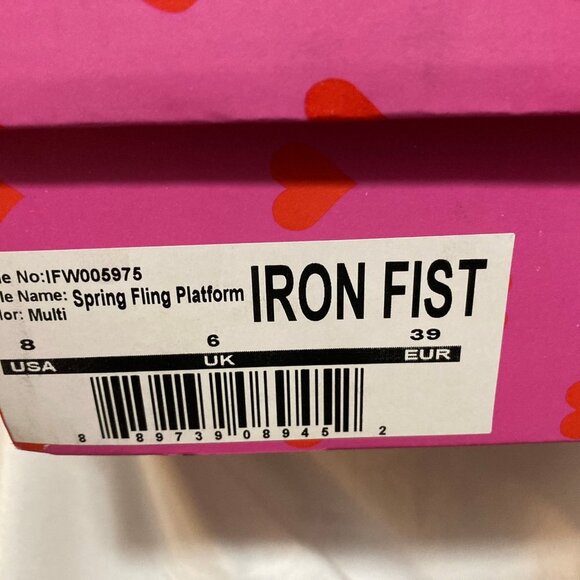 le No:IFW005975
le Name: Spring Fling Platform
lor: Multi
IRON FIST
8 6 39
USA UK EUR
8 89739 08945 2